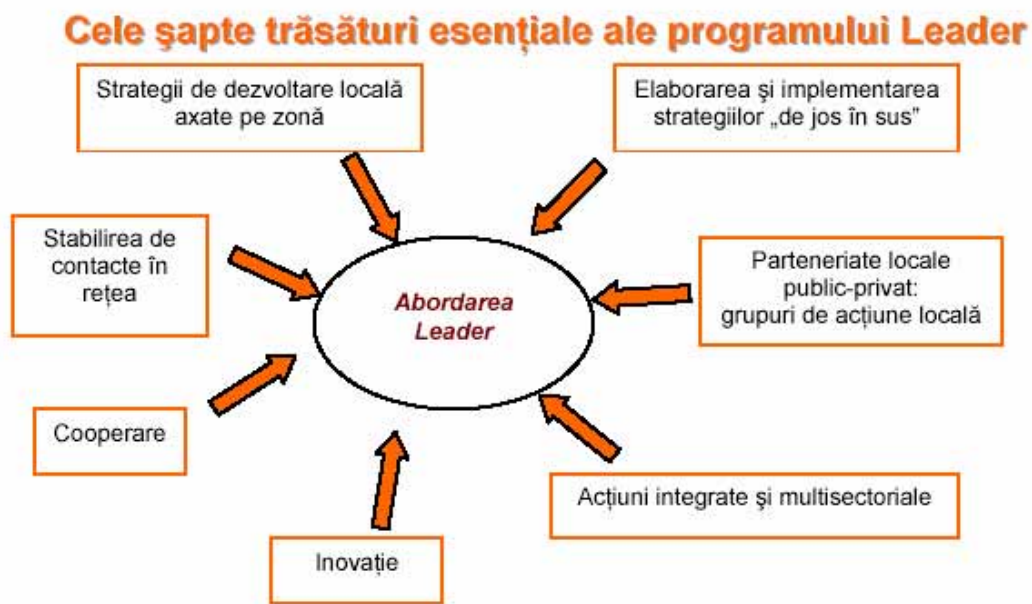 Cele şapte trăsături esenţiale ale programului Leader
Strategii de dezvoltare locală
axate pe zonă
Elaborarea şi implementarea
strategiilor „de jos în sus”
Stabilirea de
contacte în
reţea
Abordarea
Leader
Parteneriate locale
public-privat:
grupuri de acţiune locală
Cooperare
Acţiuni integrate şi multisectoriale
Inovaţie